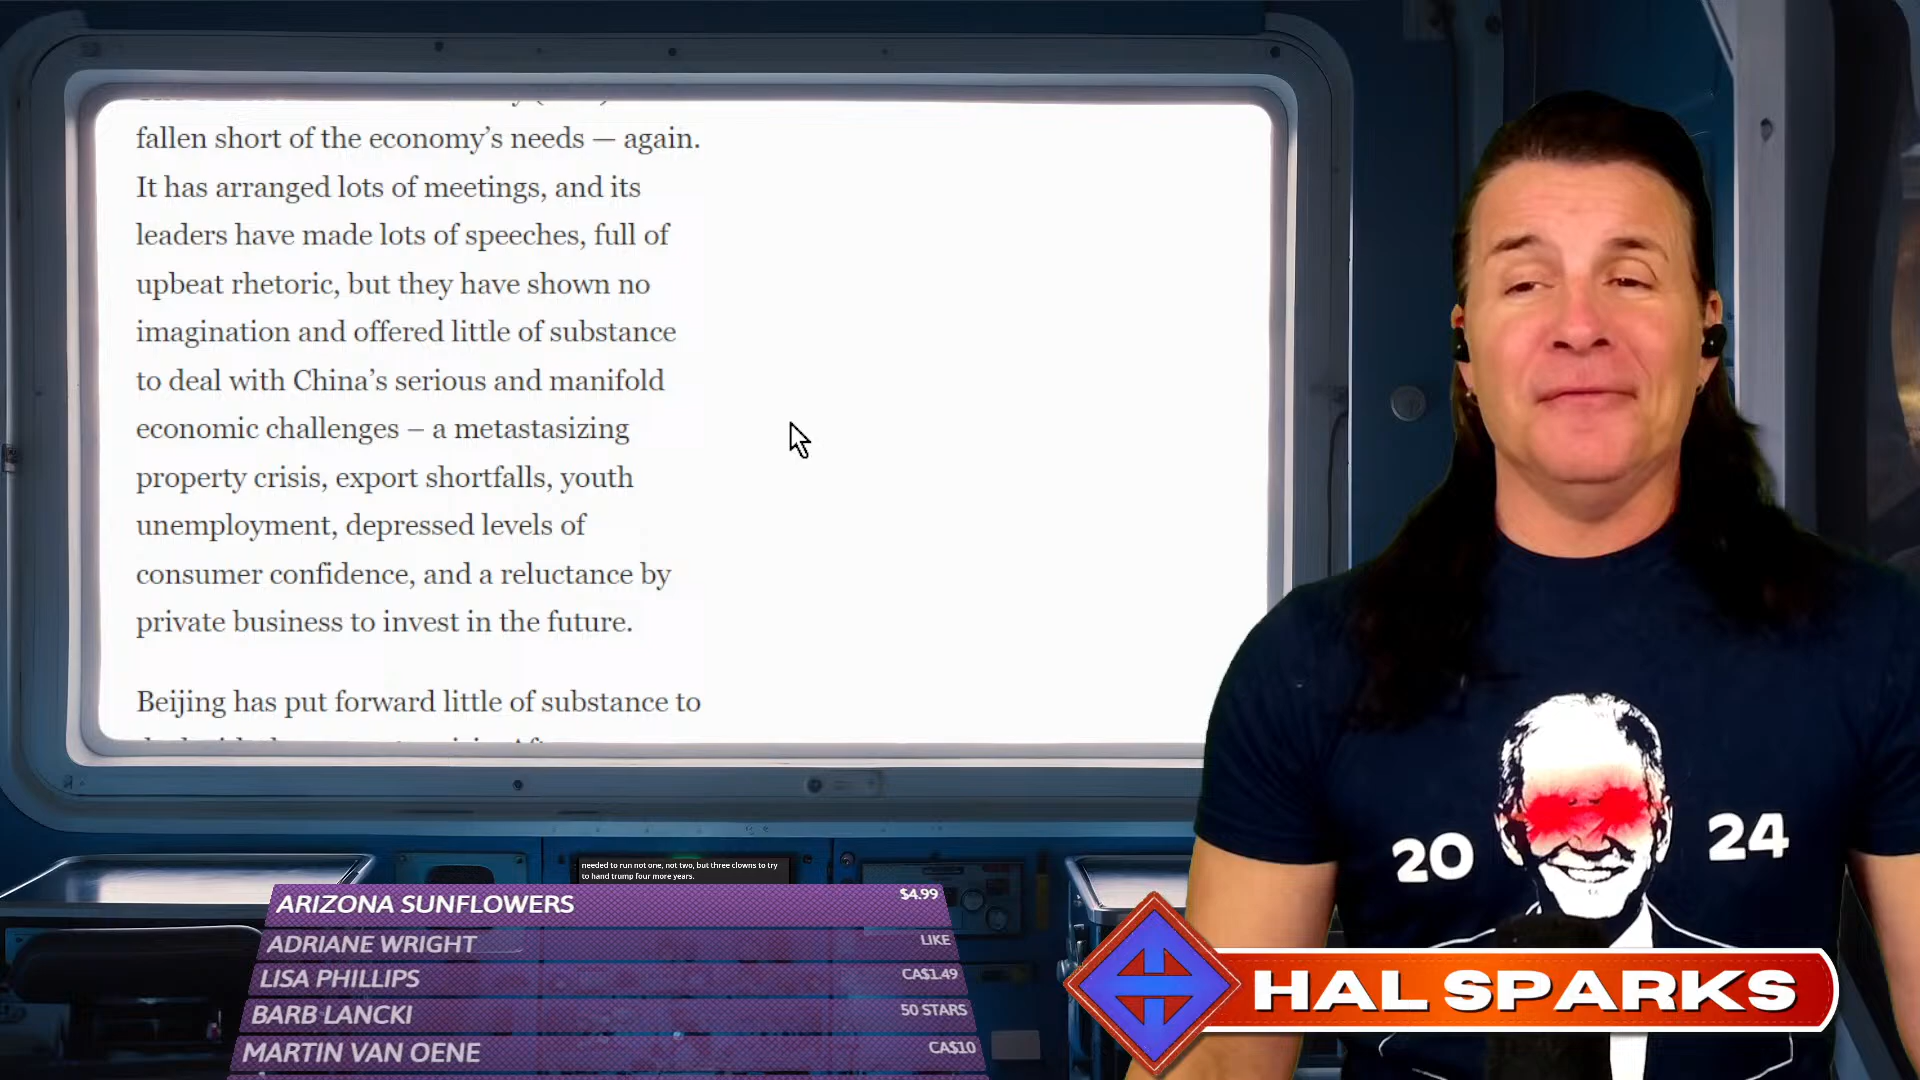 fallen short of the economy’s needs — again.
It has arranged lots of meetings, and its
leaders have made lots of speeches, full of
upbeat rhetoric, but they have shown no
imagination and offered little of substance
to deal with China’s serious and manifold
economic challenges – a metastasizing
property crisis, export shortfalls, youth
unemployment, depressed levels of
consumer confidence, and a reluctance by
private business to invest in the future.
Beijing has put forward little of substance to
20 24
needed to run not one, not two, but three clowns to try
to hand trump four more years.
ARIZONA SUNFLOWERS $4.99
ADRIANE WRIGHT LIKE
LISA PHILLIPS CA$1.49
BARB LANCKI 50 STARS
MARTIN VAN OENE CA$10
HAL SPARKS